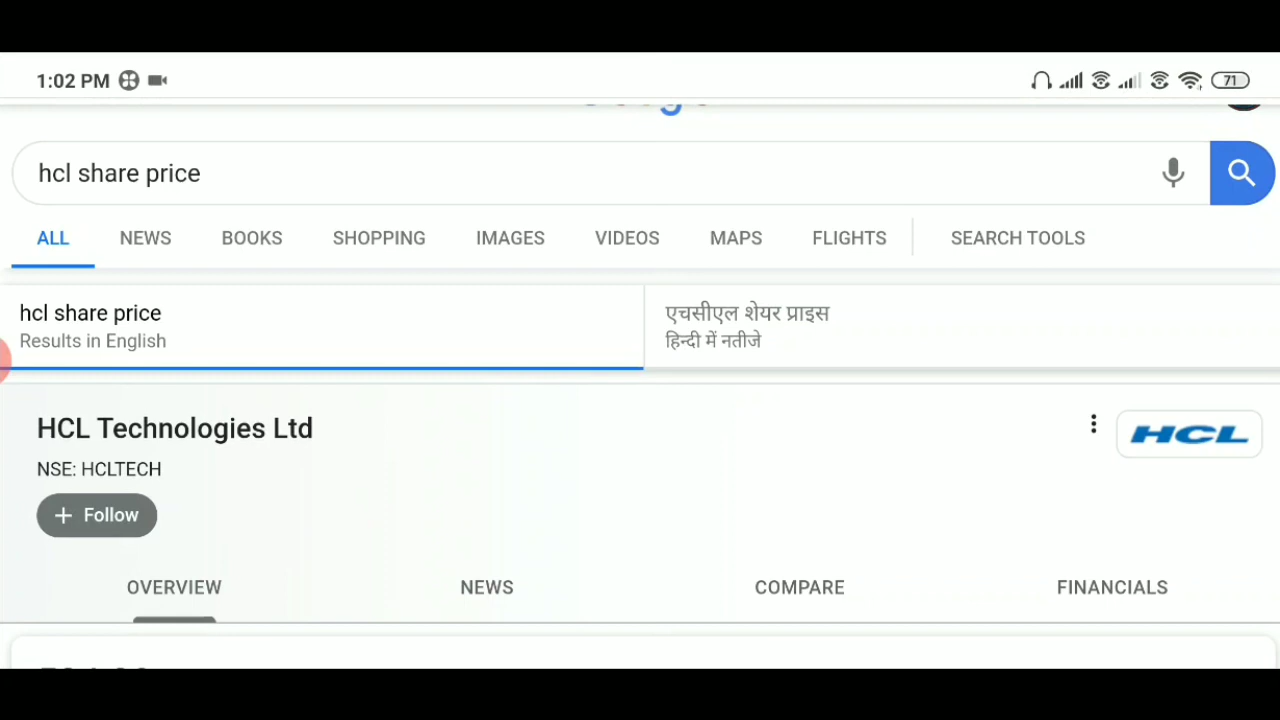 1:02 PM
71
hcl share price
ALL NEWS BOOKS SHOPPING IMAGES VIDEOS MAPS FLIGHTS SEARCH TOOLS
hcl share price
Results in English
एचसीएल शेयर प्राइस
हिन्दी में नतीजे
HCL Technologies Ltd
HCL
NSE: HCLTECH
+ Follow
OVERVIEW NEWS COMPARE FINANCIALS